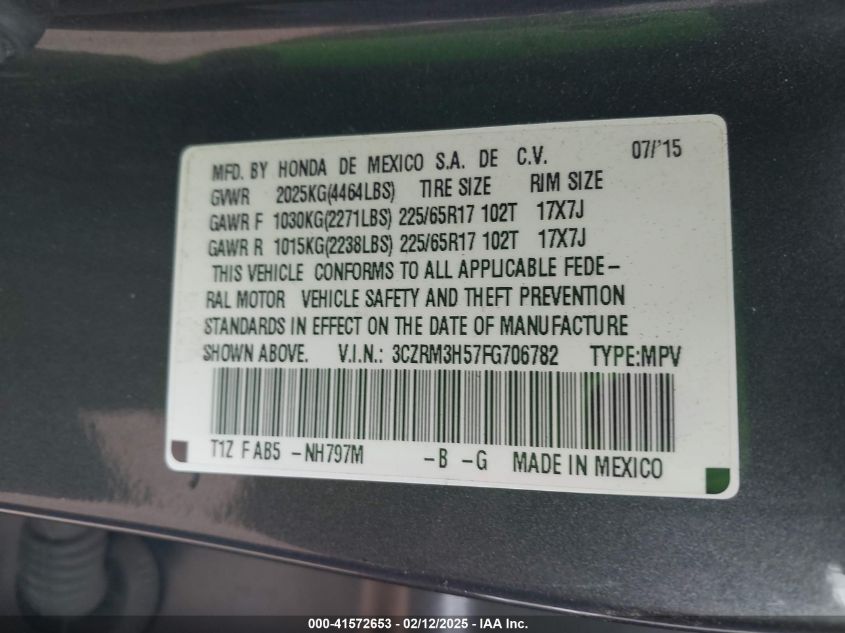 MFD. BY HONDA DE MEXICO S.A. DE C.V. 07/'15
GVWR 2025KG(4464LBS) TIRE SIZE RIM SIZE
GAWR F 1030KG(2271LBS) 225/65R17 102T 17X7J
GAWR R 1015KG(2238LBS) 225/65R17 102T 17X7J
THIS VEHICLE CONFORMS TO ALL APPLICABLE FEDE-
RAL MOTOR VEHICLE SAFETY AND THEFT PREVENTION
STANDARDS IN EFFECT ON THE DATE OF MANUFACTURE
SHOWN ABOVE. V.I.N.: 3CZRM3H57FG706782 TYPE:MPV
T1Z F AB5 -NH797M -B -G MADE IN MEXICO
000-41572653 - 02/12/2025 - IAA, Inc.